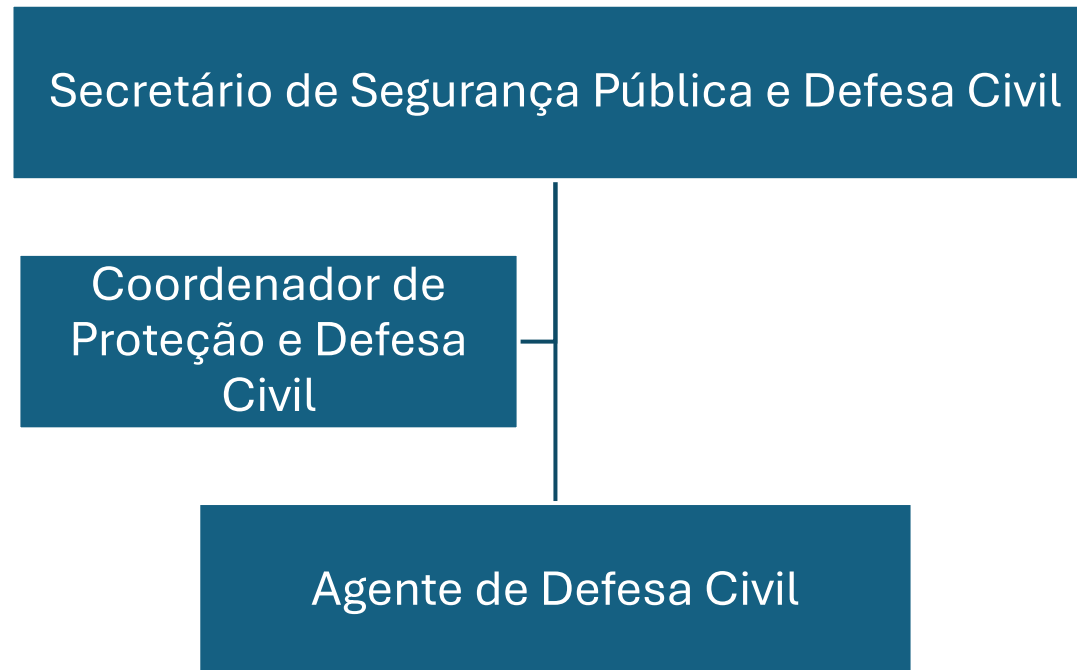 Secretário de Segurança Pública e Defesa Civil
Coordenador de
Proteção e Defesa
Civil
Agente de Defesa Civil